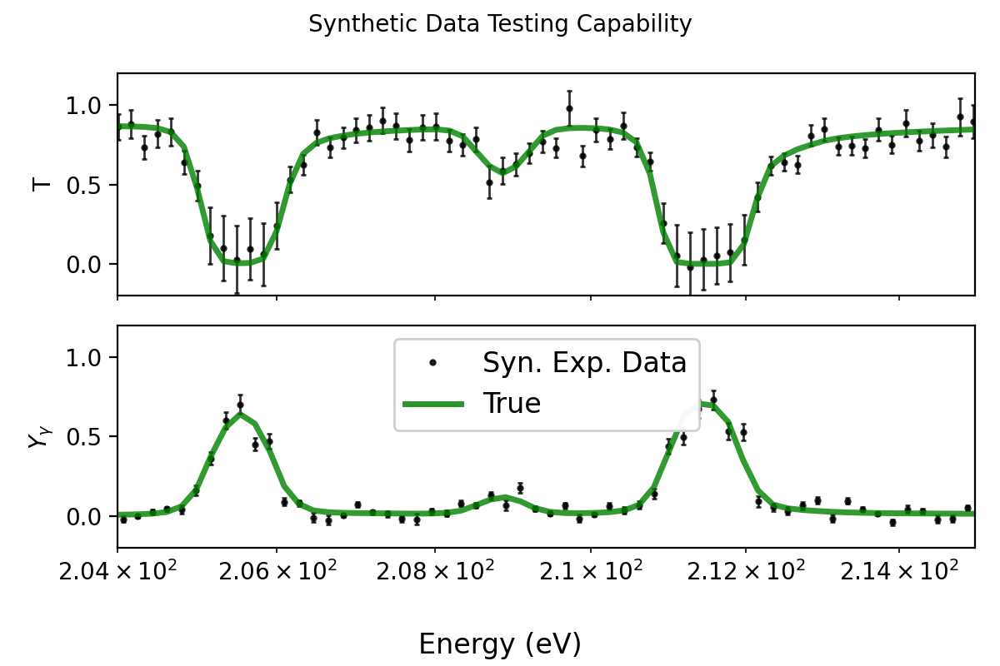 Synthetic Data Testing Capability
T
1.0
0.5
0.0
Yγ
1.0
0.5
0.0
Syn. Exp. Data
True
2.04 × 10² 2.06 × 10² 2.08 × 10² 2.1 × 10² 2.12 × 10² 2.14 × 10²
Energy (eV)